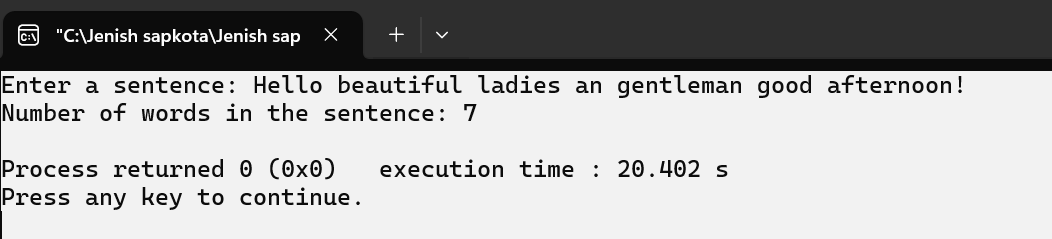 "C:\Jenish sapkota\Jenish sap
Enter a sentence: Hello beautiful ladies an gentleman good afternoon!
Number of words in the sentence: 7
Process returned 0 (0x0)   execution time : 20.402 s
Press any key to continue.